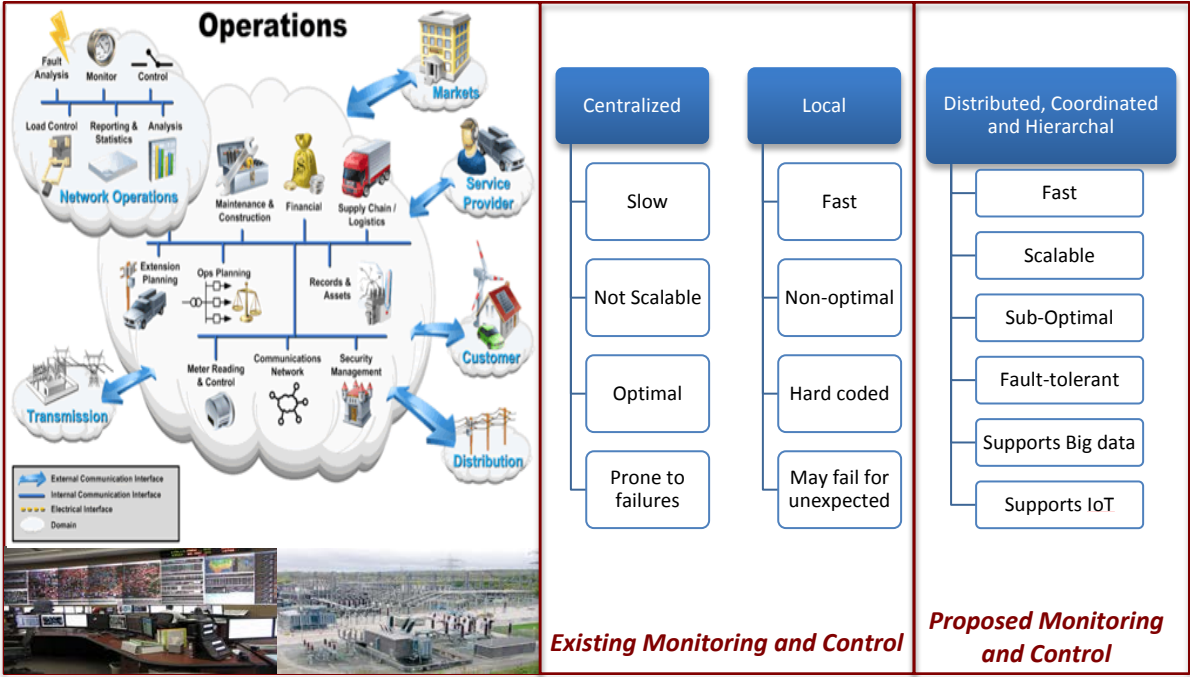 Operations
Fault
Analysis
Monitor
Control
Load Control
Reporting &
Statistics
Analysis
Network Operations
Markets
Service
Provider
Maintenance &
Construction
Financial
Supply Chain /
Logistics
Extension
Planning
Ops Planning
Records &
Assets
Customer
Meter Reading
& Control
Communications
Network
Security
Management
Transmission
Distribution
External Communication Interface
Internal Communication Interface
Electrical Interface
Domain
Centralized
Slow
Not Scalable
Optimal
Prone to
failures
Local
Fast
Non-optimal
Hard coded
May fail for
unexpected
Existing Monitoring and Control
Distributed, Coordinated
and Hierarchal
Fast
Scalable
Sub-Optimal
Fault-tolerant
Supports Big data
Supports IoT
Proposed Monitoring
and Control